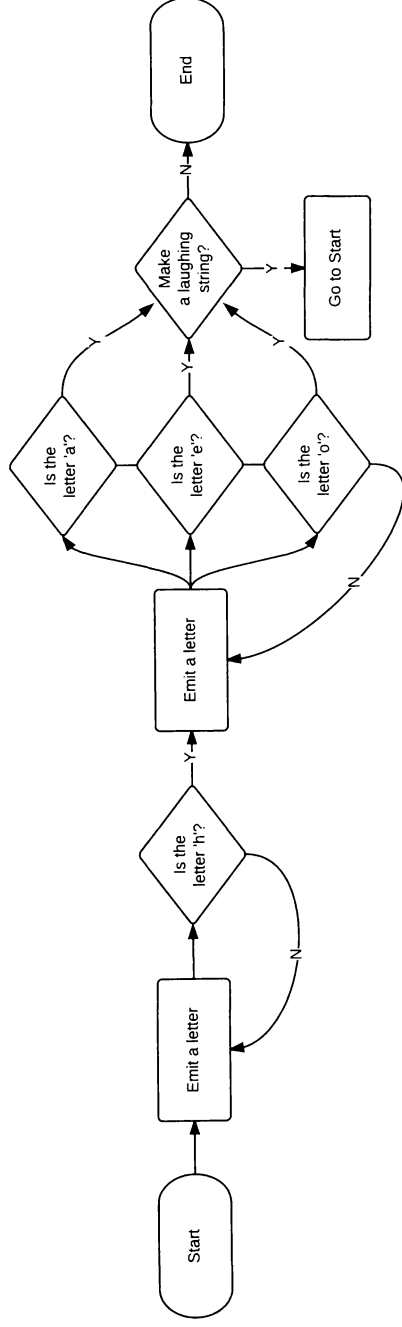 Start
Emit a letter
Is the
letter 'h'?
N
Y
Emit a letter
Is the
letter 'a'?
Is the
letter 'e'?
Is the
letter 'o'?
N
Y
Y
Y
Make
a laughing
string?
Y
Go to Start
N
End